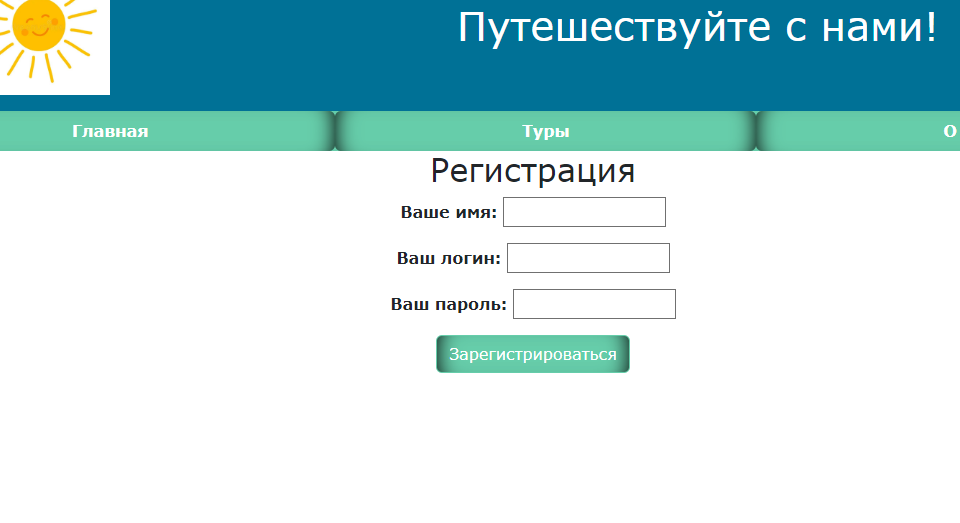 Путешествуйте с нами!
Главная Туры О
Регистрация
Ваше имя:
Ваш логин:
Ваш пароль:
Зарегистрироваться